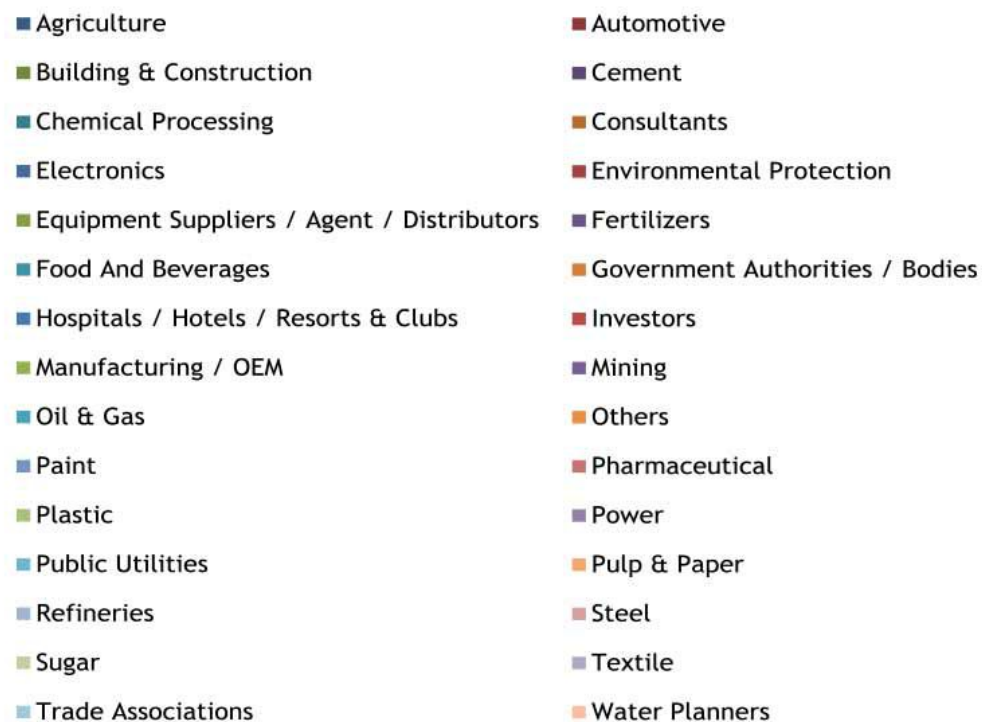 Agriculture
Automotive
Building & Construction
Cement
Chemical Processing
Consultants
Electronics
Environmental Protection
Equipment Suppliers / Agent / Distributors
Fertilizers
Food And Beverages
Government Authorities / Bodies
Hospitals / Hotels / Resorts & Clubs
Investors
Manufacturing / OEM
Mining
Oil & Gas
Others
Paint
Pharmaceutical
Plastic
Power
Public Utilities
Pulp & Paper
Refineries
Steel
Sugar
Textile
Trade Associations
Water Planners